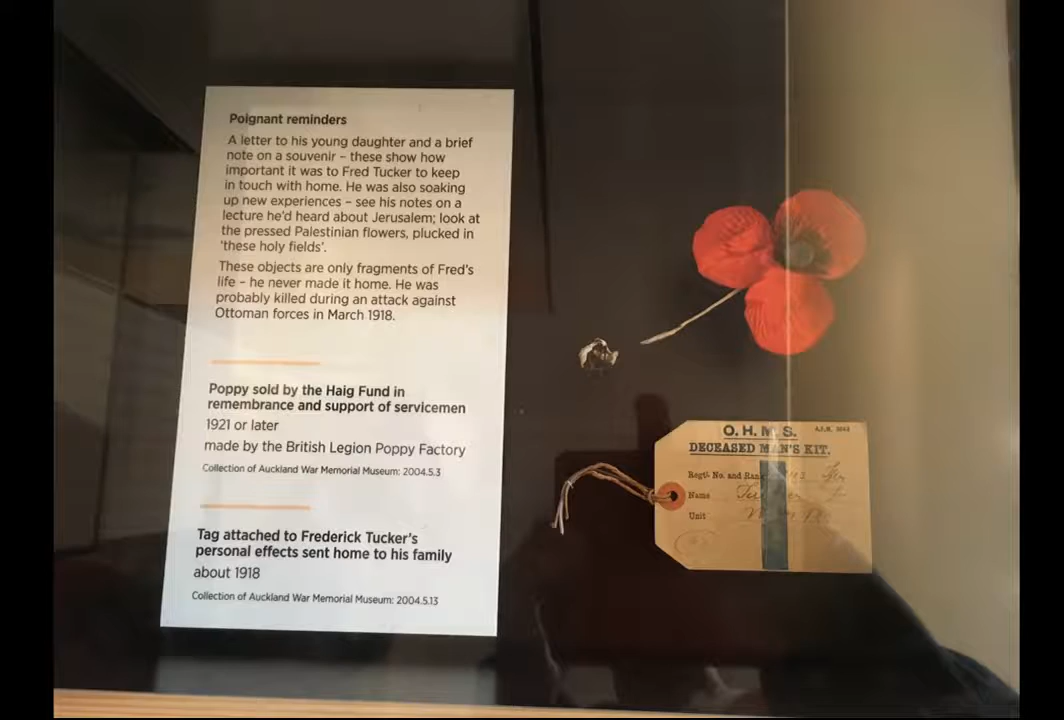 Poignant reminders
A letter to his young daughter and a brief
note on a souvenir – these show how
important it was to Fred Tucker to keep
in touch with home. He was also soaking
up new experiences – see his notes on a
lecture he'd heard about Jerusalem; look at
the pressed Palestinian flowers, plucked in
'these holy fields'.
These objects are only fragments of Fred's
life – he never made it home. He was
probably killed during an attack against
Ottoman forces in March 1918.
Poppy sold by the Haig Fund in
remembrance and support of servicemen
1921 or later
made by the British Legion Poppy Factory
Collection of Auckland War Memorial Museum: 2004.5.3
Tag attached to Frederick Tucker's
personal effects sent home to his family
about 1918
Collection of Auckland War Memorial Museum: 2004.5.13
O. H. M. S.
DECEASED MAN'S KIT.
Regtl. No. and Rank
Name
Unit